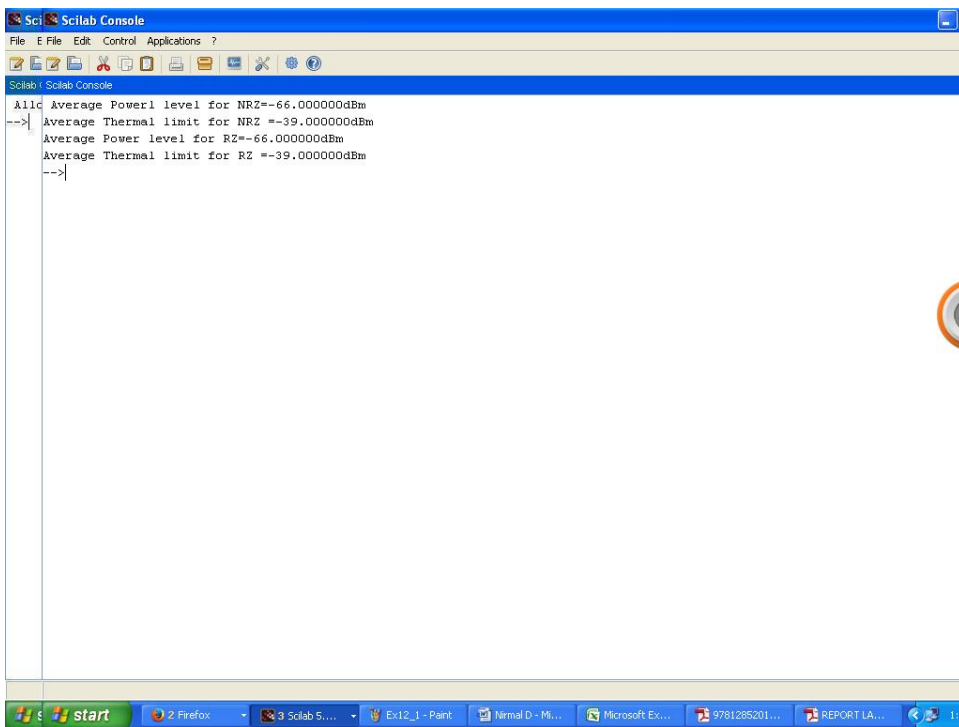 Sci Scilab Console
File E File Edit Control Applications ?
Scilab ( Scilab Console
Allo Average Powerl level for NRZ=-66.000000dBm
--> Average Thermal limit for NRZ =-39.000000dBm
Average Power level for RZ=-66.000000dBm
Average Thermal limit for RZ =-39.000000dBm
-->
s start 2 Firefox 3 Scilab 5.... Ex12_1 - Paint Nirmal D - Mi... Microsoft Ex... 9781285201... REPORT LA... 1: